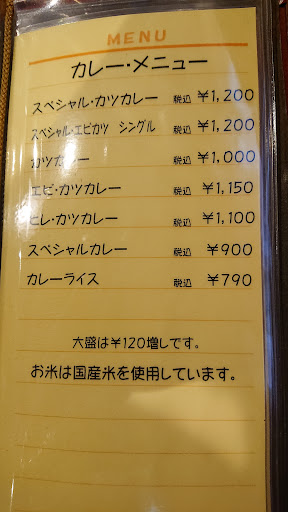 MENU
カレー・メニュー
スペシャル・カツカレー 税込 ¥1,200
スペシャル・エビカツ シングル 税込 ¥1,200
カツカレー 税込 ¥1,000
エビ・カツカレー 税込 ¥1,150
ヒレ・カツカレー 税込 ¥1,100
スペシャルカレー 税込 ¥900
カレーライス 税込 ¥790
大盛は¥120増しです。
お米は国産米を使用しています。